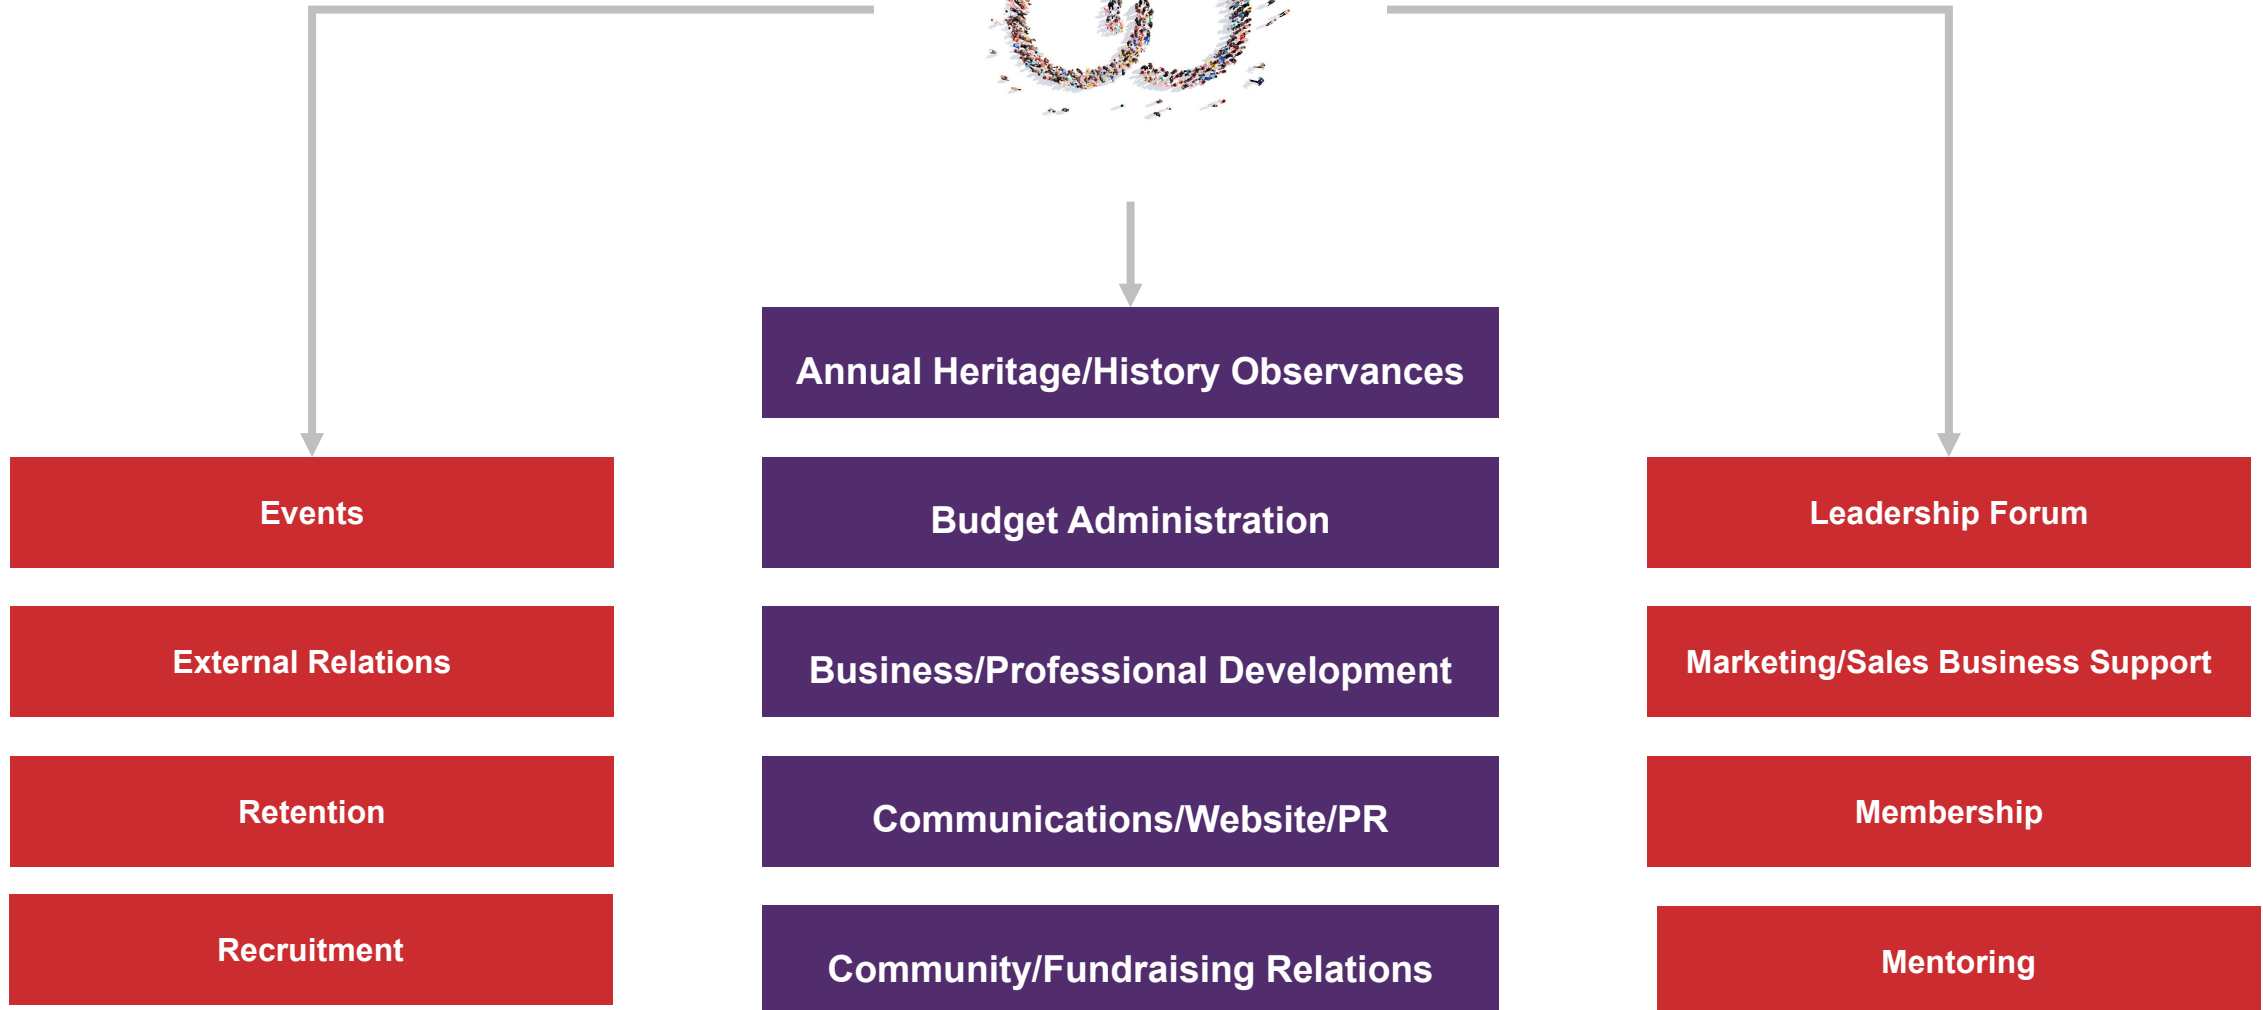 Annual Heritage/History Observances
Events
Budget Administration
Leadership Forum
External Relations
Business/Professional Development
Marketing/Sales Business Support
Retention
Communications/Website/PR
Membership
Recruitment
Community/Fundraising Relations
Mentoring